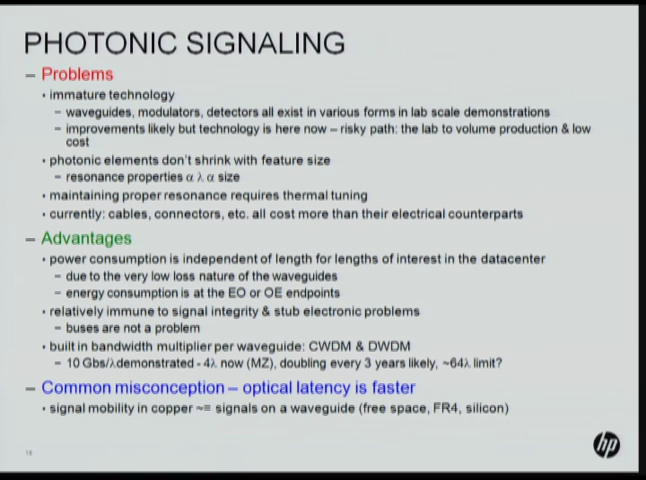 PHOTONIC SIGNALING
– Problems
• immature technology
– waveguides, modulators, detectors all exist in various forms in lab scale demonstrations
– improvements likely but technology is here now – risky path: the lab to volume production & low
cost
• photonic elements don't shrink with feature size
– resonance properties α λ α size
• maintaining proper resonance requires thermal tuning
• currently: cables, connectors, etc. all cost more than their electrical counterparts
– Advantages
• power consumption is independent of length for lengths of interest in the datacenter
– due to the very low loss nature of the waveguides
– energy consumption is at the EO or OE endpoints
• relatively immune to signal integrity & stub electronic problems
– buses are not a problem
• built in bandwidth multiplier per waveguide: CWDM & DWDM
– 10 Gbs/λ demonstrated - 4λ now (MZ), doubling every 3 years likely, ~64λ limit?
– Common misconception – optical latency is faster
• signal mobility in copper ~= signals on a waveguide (free space, FR4, silicon)
hp